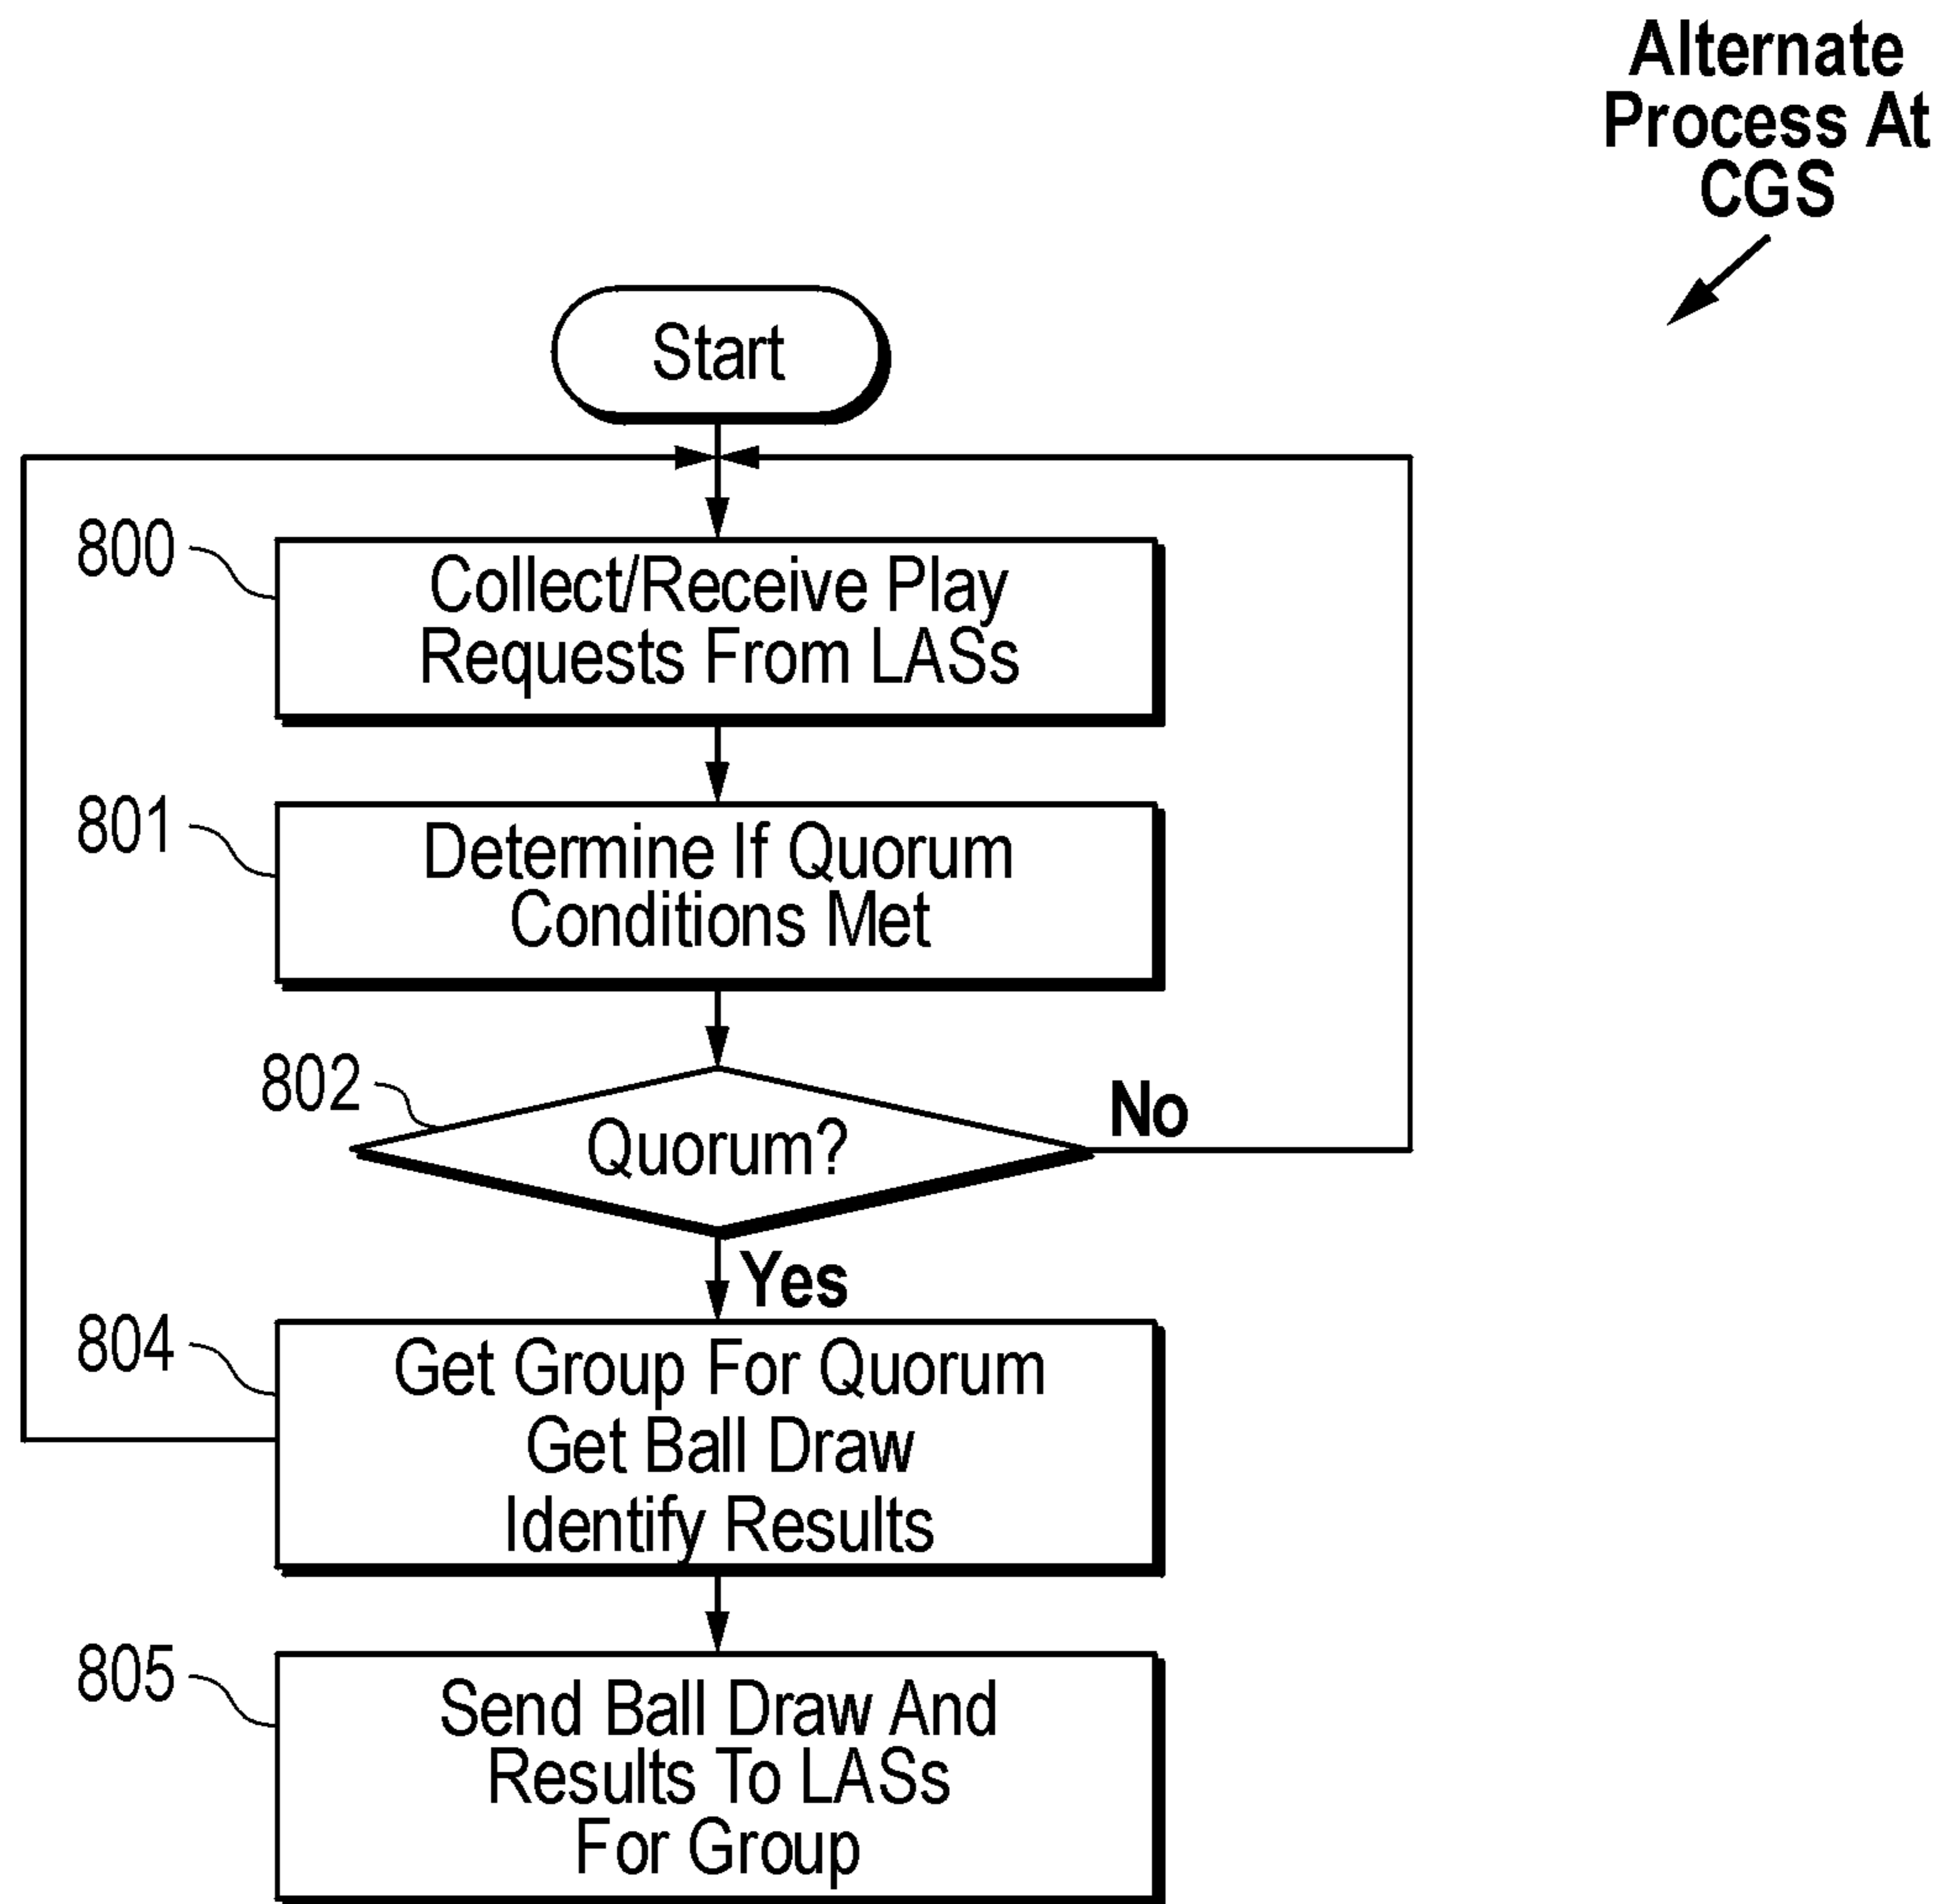 Alternate
Process At
CGS
Start
800
Collect/Receive Play
Requests From LASs
801
Determine If Quorum
Conditions Met
802
Quorum?
No
Yes
804
Get Group For Quorum
Get Ball Draw
Identify Results
805
Send Ball Draw And
Results To LASs
For Group